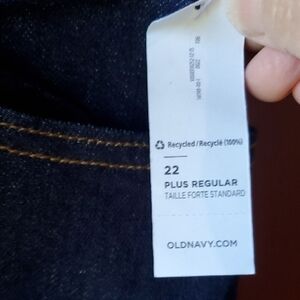 Recycled / Recyclé (100%)
22
PLUS REGULAR
TAILLE FORTE STANDARD
OLDNAVY.COM